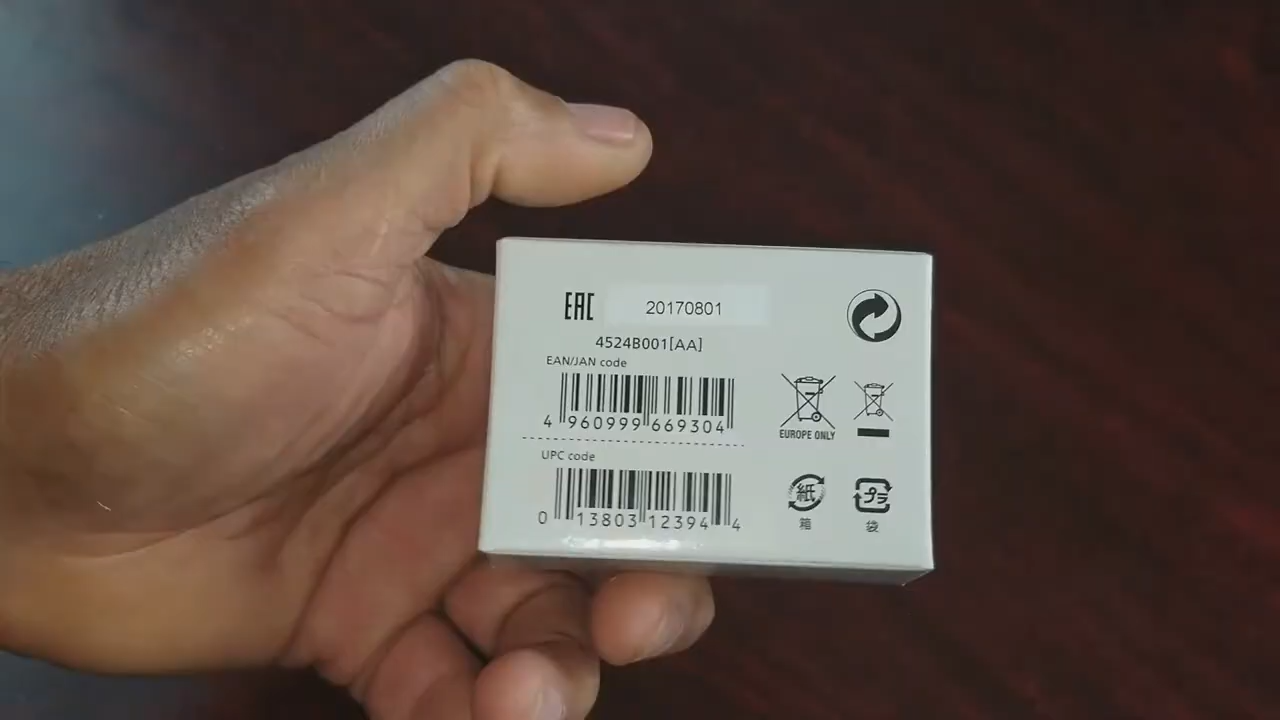 EAC 20170801
4524B001[AA]
EAN/JAN code
4 960999 669304
EUROPE ONLY
UPC code
0 13803 12394 4
紙 プラ
箱 袋